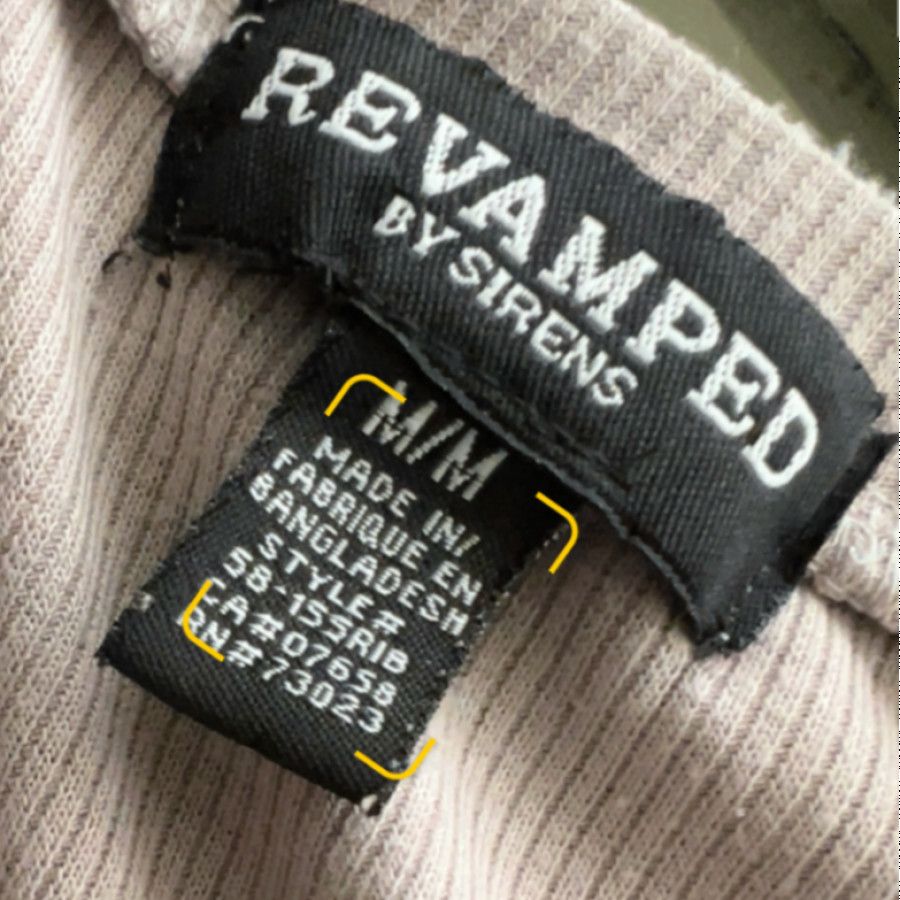 REVAMPED
BY SIRENS
M/M
MADE IN/
FABRIQUE EN
BANGLADESH
STYLE#
58-155RIB
CA#07658
RN#73023